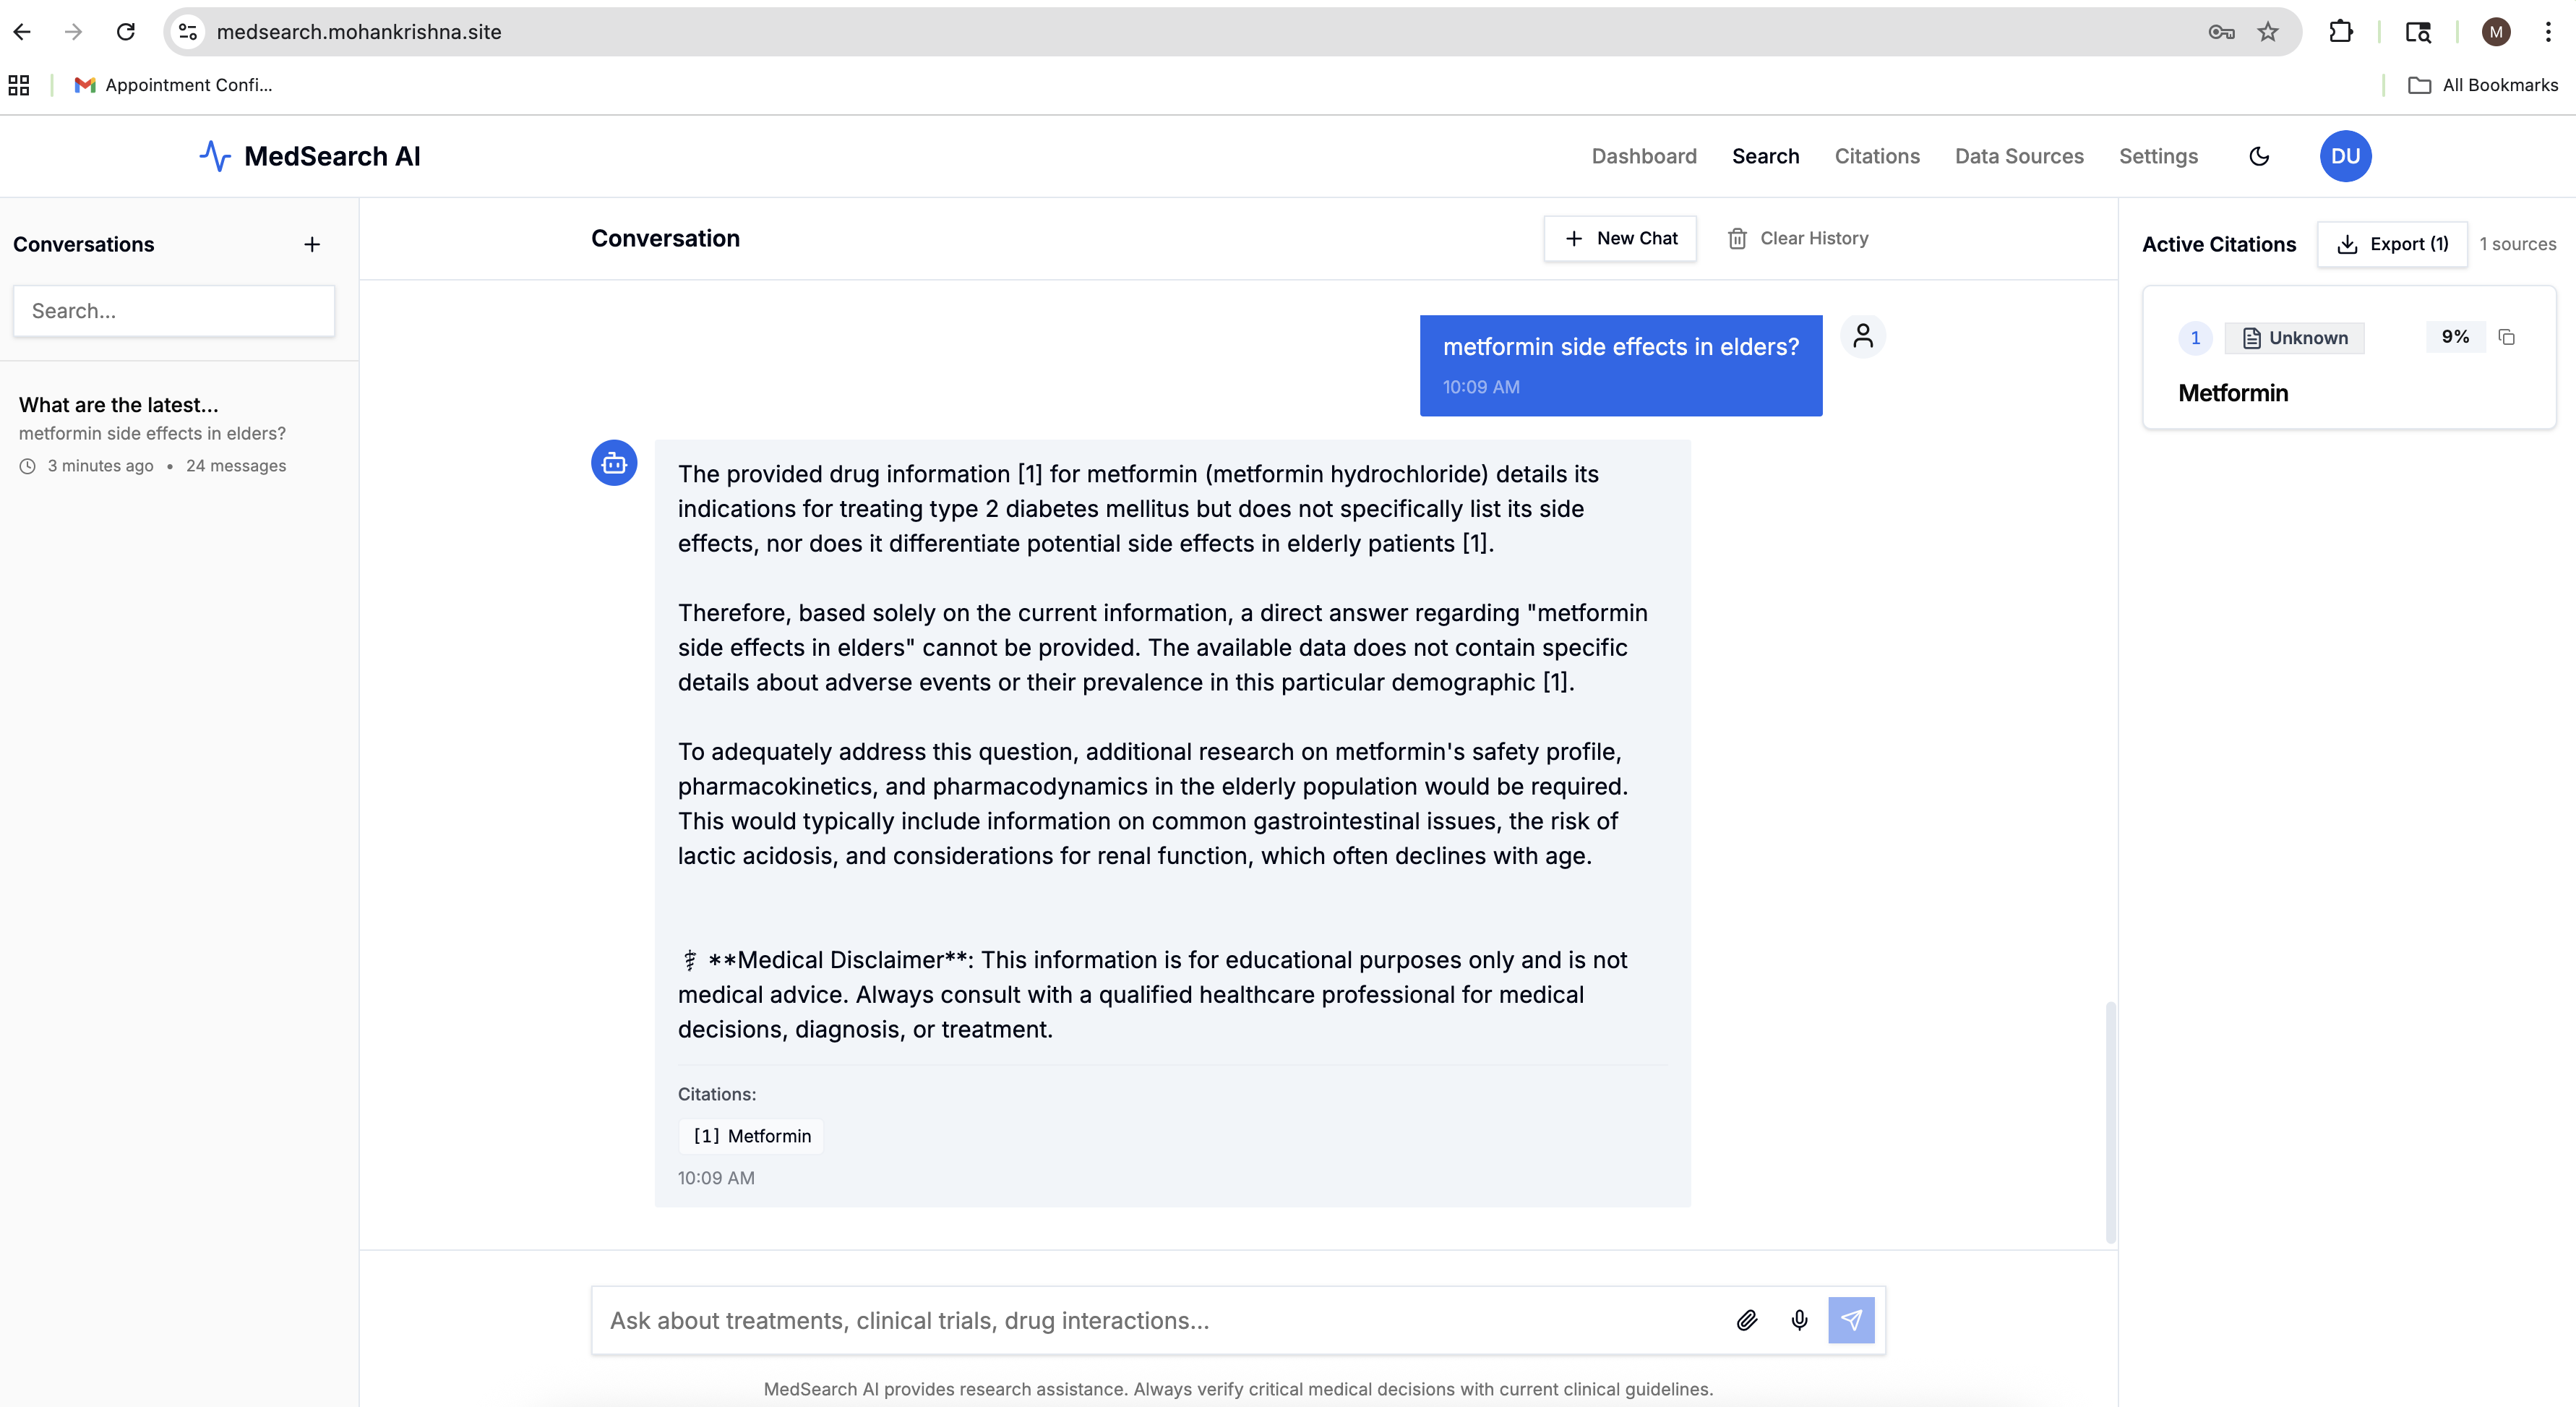 medsearch.mohankrishna.site
M
Appointment Confi...
All Bookmarks
MedSearch AI
Dashboard
Search
Citations
Data Sources
Settings
DU
Conversations
Search...
What are the latest...
metformin side effects in elders?
3 minutes ago • 24 messages
Conversation
New Chat
Clear History
metformin side effects in elders?
10:09 AM
The provided drug information [1] for metformin (metformin hydrochloride) details its
indications for treating type 2 diabetes mellitus but does not specifically list its side
effects, nor does it differentiate potential side effects in elderly patients [1].
Therefore, based solely on the current information, a direct answer regarding "metformin
side effects in elders" cannot be provided. The available data does not contain specific
details about adverse events or their prevalence in this particular demographic [1].
To adequately address this question, additional research on metformin's safety profile,
pharmacokinetics, and pharmacodynamics in the elderly population would be required.
This would typically include information on common gastrointestinal issues, the risk of
lactic acidosis, and considerations for renal function, which often declines with age.
⚕ **Medical Disclaimer**: This information is for educational purposes only and is not
medical advice. Always consult with a qualified healthcare professional for medical
decisions, diagnosis, or treatment.
Citations:
[1] Metformin
10:09 AM
Ask about treatments, clinical trials, drug interactions...
MedSearch AI provides research assistance. Always verify critical medical decisions with current clinical guidelines.
Active Citations
Export (1)
1 sources
1
Unknown
9%
Metformin